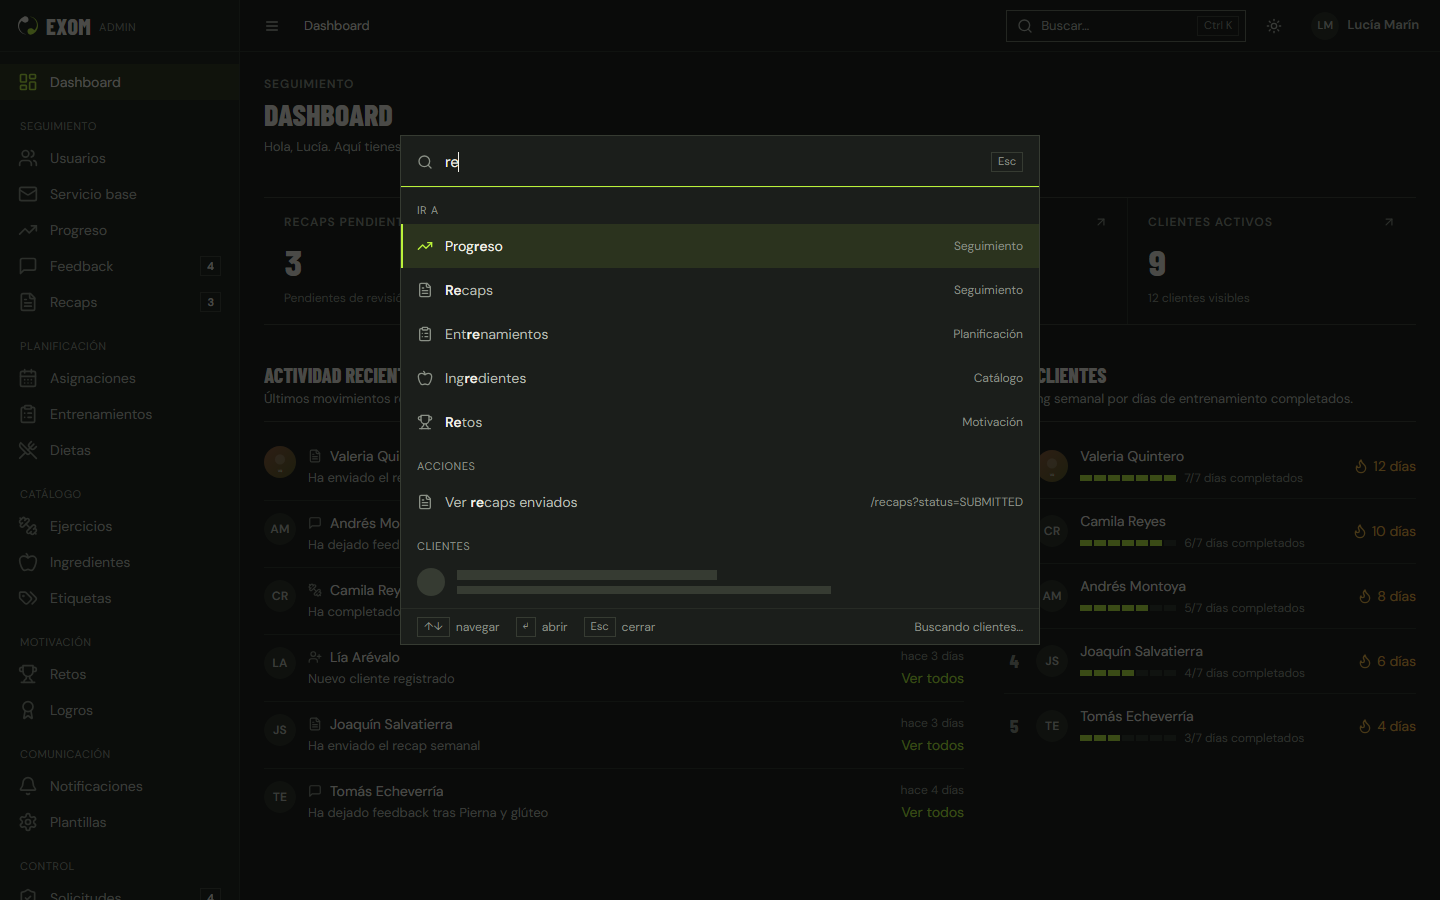 EXOM ADMIN
Dashboard
Buscar...
Ctrl K
LM
Lucía Marín
Dashboard
SEGUIMIENTO
Usuarios
Servicio base
Progreso
Feedback
4
Recaps
3
PLANIFICACIÓN
Asignaciones
Entrenamientos
Dietas
CATÁLOGO
Ejercicios
Ingredientes
Etiquetas
MOTIVACIÓN
Retos
Logros
COMUNICACIÓN
Notificaciones
Plantillas
CONTROL
Solicitudes
4
SEGUIMIENTO
DASHBOARD
Hola, Lucía. Aquí tienes
RECAPS PENDIENT
3
Pendientes de revisió
CLIENTES ACTIVOS
9
12 clientes visibles
re
Esc
IR A
Progreso
Seguimiento
Recaps
Seguimiento
Entrenamientos
Planificación
Ingredientes
Catálogo
Retos
Motivación
ACCIONES
Ver recaps enviados
/recaps?status=SUBMITTED
CLIENTES
↑↓ navegar
↵ abrir
Esc cerrar
Buscando clientes...
ACTIVIDAD RECIENT
Últimos movimientos r
Valeria Qui
Ha enviado el re
AM
Andrés Mo
Ha dejado feed
CR
Camila Rey
Ha completado
LA
Lía Arévalo
hace 3 días
Nuevo cliente registrado
Ver todos
JS
Joaquín Salvatierra
hace 3 días
Ha enviado el recap semanal
Ver todos
TE
Tomás Echeverría
hace 4 días
Ha dejado feedback tras Pierna y glúteo
Ver todos
CLIENTES
ng semanal por días de entrenamiento completados.
Valeria Quintero
7/7 días completados
12 días
CR
Camila Reyes
6/7 días completados
10 días
AM
Andrés Montoya
5/7 días completados
8 días
4
JS
Joaquín Salvatierra
4/7 días completados
6 días
5
TE
Tomás Echeverría
3/7 días completados
4 días